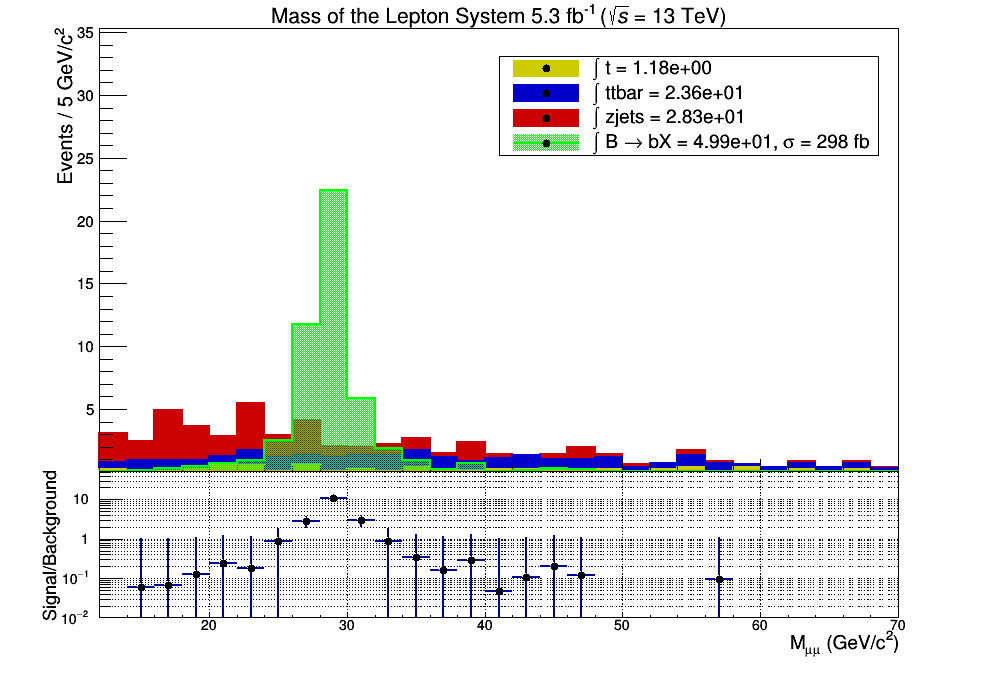 Mass of the Lepton System 5.3 fb⁻¹ (√s = 13 TeV)
Events / 5 GeV/c²
35
30
25
20
15
10
5
∫ t = 1.18e+00
∫ ttbar = 2.36e+01
∫ zjets = 2.83e+01
∫ B → bX = 4.99e+01, σ = 298 fb
Signal/Background
10
1
10⁻¹
10⁻²
20 30 40 50 60 70
M_μμ (GeV/c²)